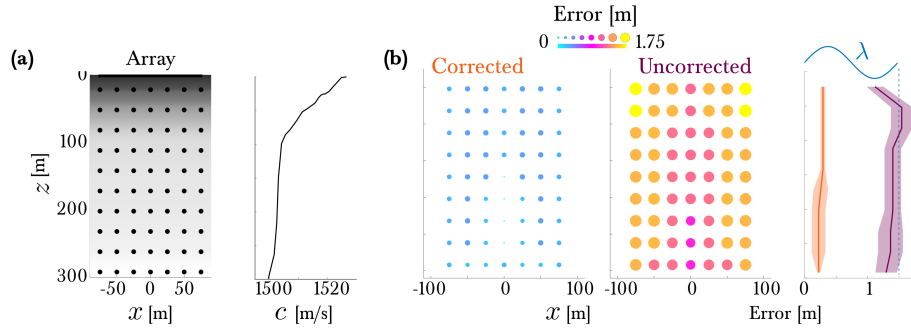 Error [m]
0 1.75
(a) Array (b) Corrected Uncorrected λ
0
100
200
300
z [m]
-50 0 50
x [m]
1500 1520
c [m/s]
-100 0 100
-100 0 100
x [m]
0 1
Error [m]